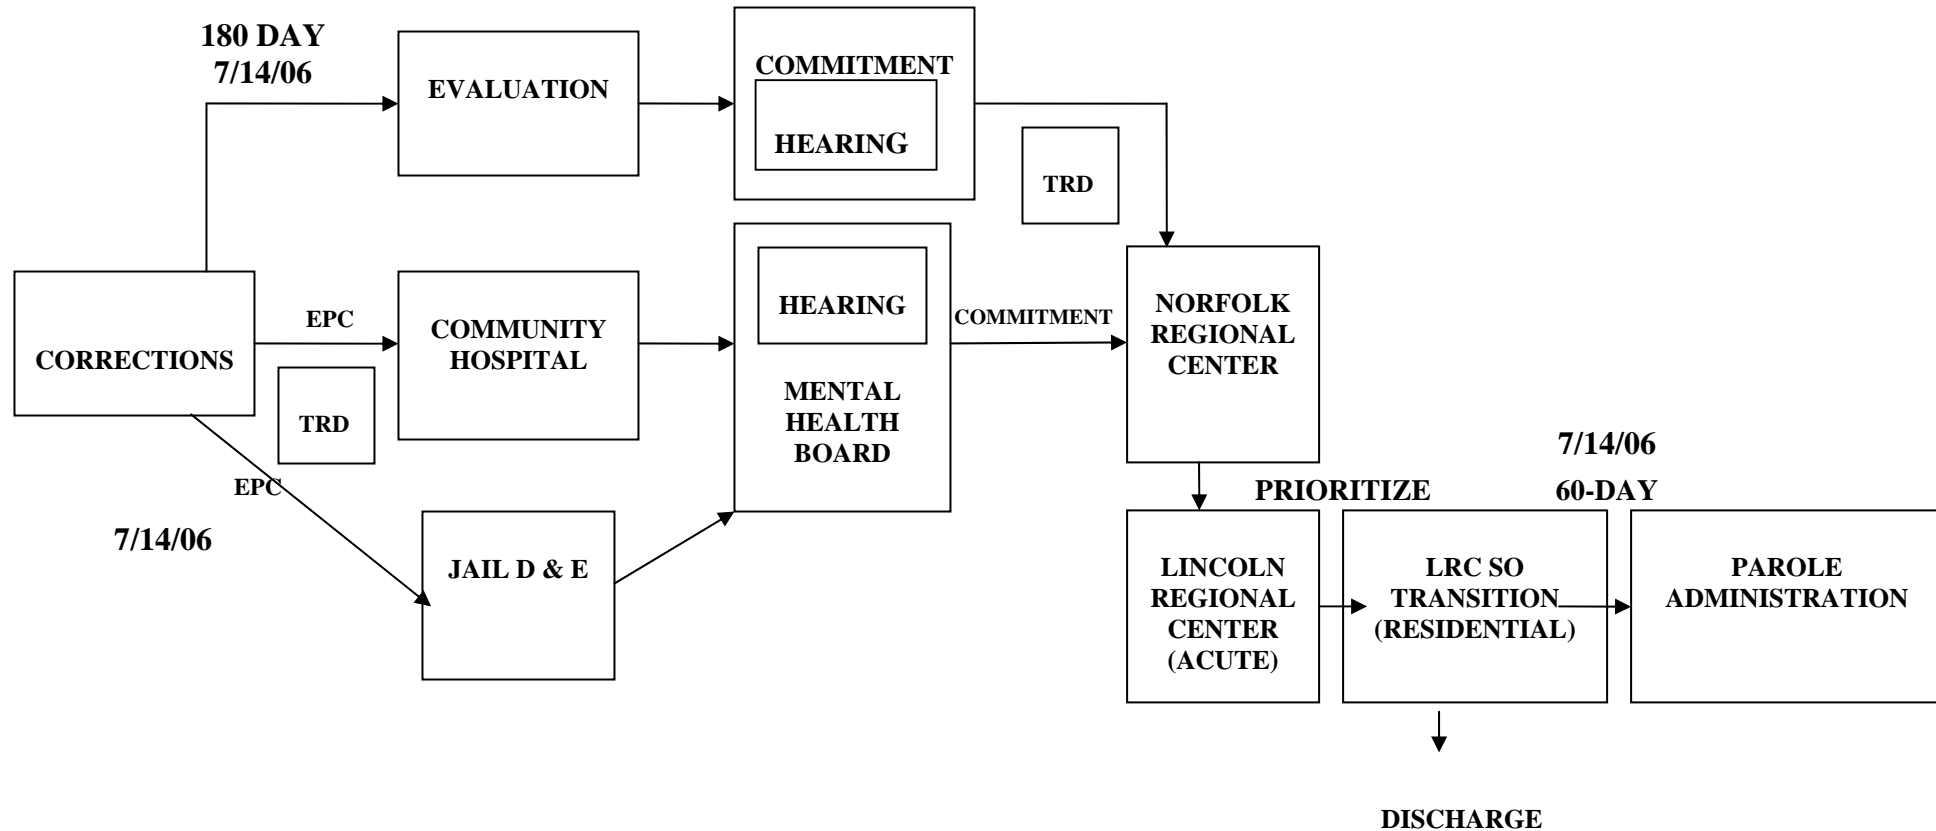 180 DAY
7/14/06
EVALUATION
COMMITMENT
HEARING
TRD
CORRECTIONS
EPC
COMMUNITY
HOSPITAL
HEARING
MENTAL
HEALTH
BOARD
COMMITMENT
NORFOLK
REGIONAL
CENTER
TRD
EPC
7/14/06
JAIL D & E
7/14/06
PRIORITIZE
60-DAY
LINCOLN
REGIONAL
CENTER
(ACUTE)
LRC SO
TRANSITION
(RESIDENTIAL)
PAROLE
ADMINISTRATION
DISCHARGE